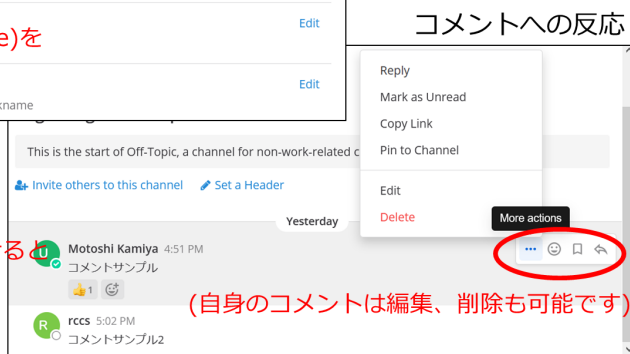 コメントへの反応
Edit
e)を
Edit
kname
Reply
Mark as Unread
Copy Link
Pin to Channel
Edit
Delete
This is the start of Off-Topic, a channel for non-work-related c
Invite others to this channel
Set a Header
Yesterday
More actions
ると
U
Motoshi Kamiya 4:51 PM
コメントサンプル
👍 1
(自身のコメントは編集、削除も可能です)
R
rccs 5:02 PM
コメントサンプル2